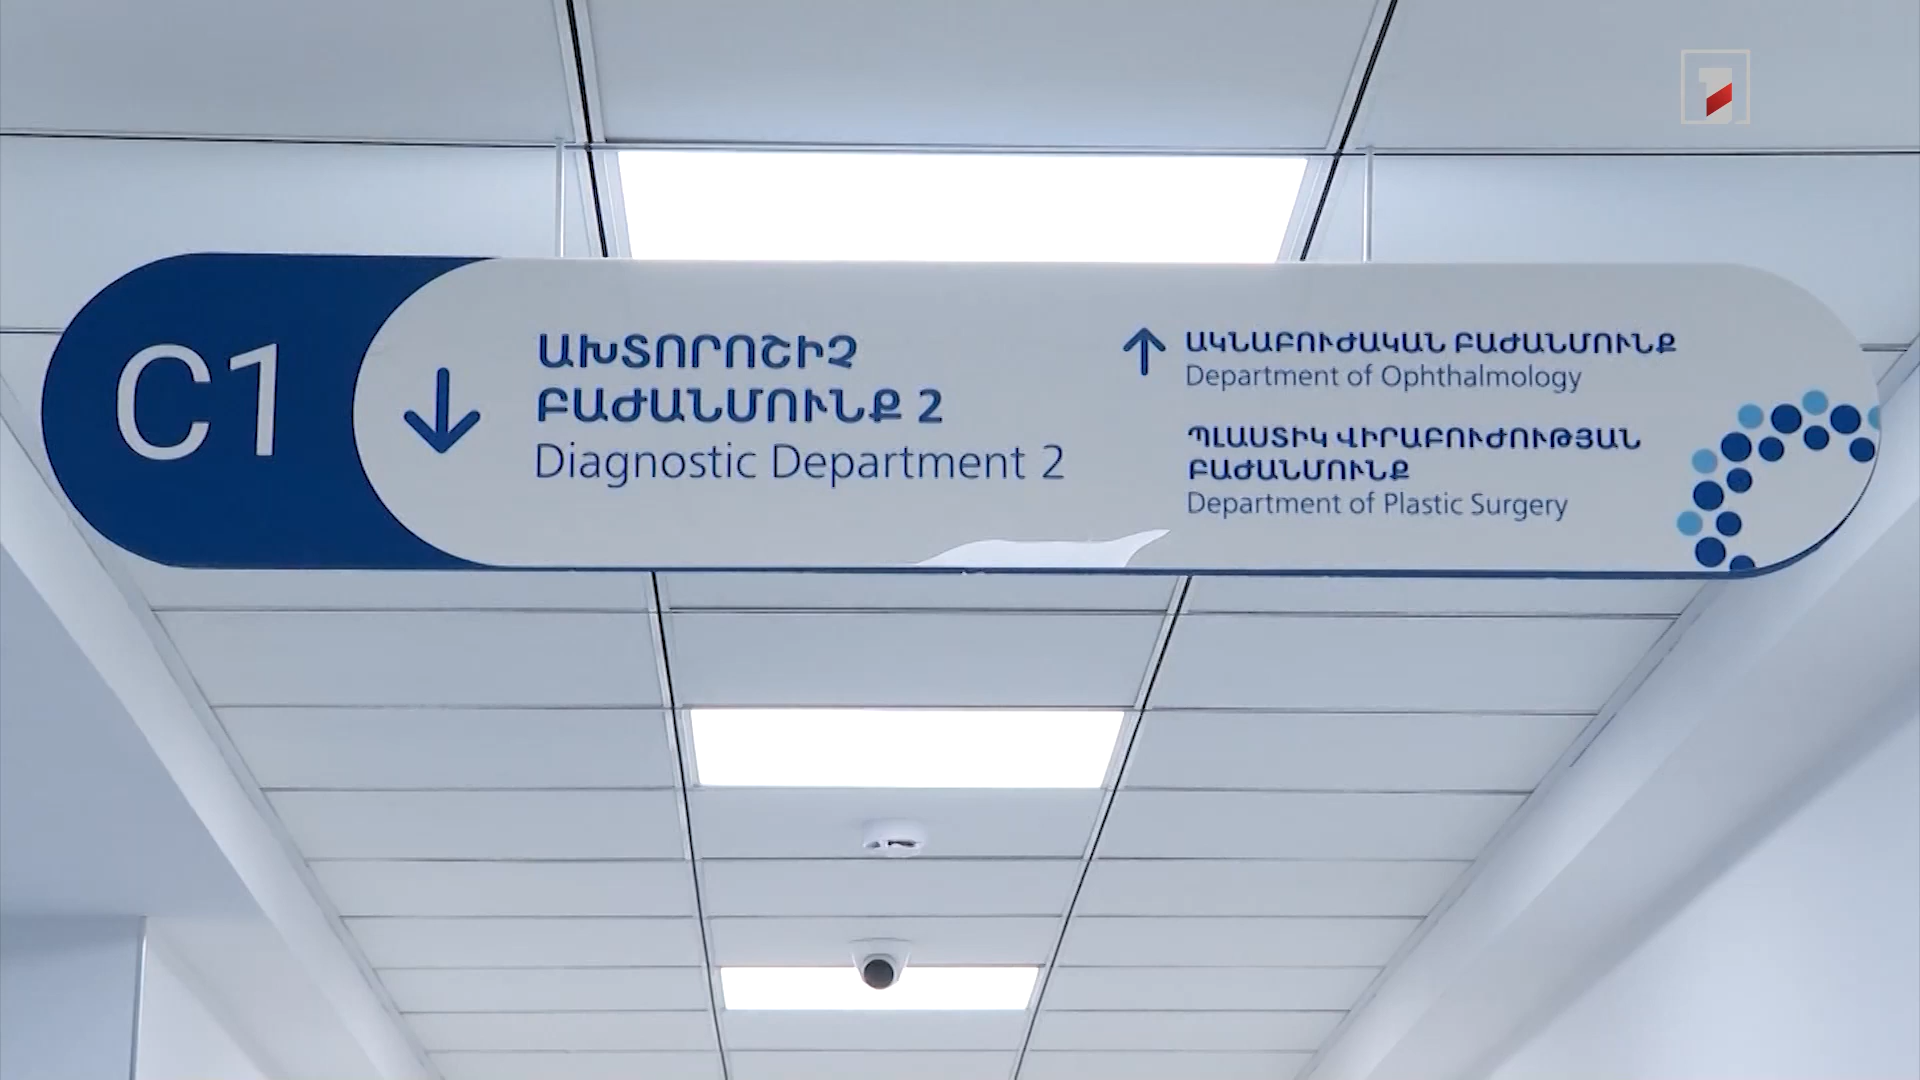 C1
ԱԽՏՈՐՈՇԻՉ
ԲԱԺԱՆՄՈՒՆՔ 2
Diagnostic Department 2
ԱԿՆԱԲՈՒԺԱԿԱՆ ԲԱԺԱՆՄՈՒՆՔ
Department of Ophthalmology
ՊԼԱՍՏԻԿ ՎԻՐԱԲՈՒԺՈՒԹՅԱՆ
ԲԱԺԱՆՄՈՒՆՔ
Department of Plastic Surgery